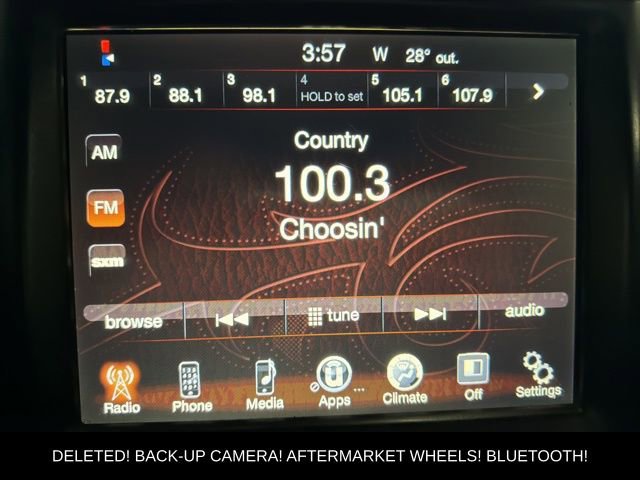 3:57 W 28° out.
1 87.9 2 88.1 3 98.1 4 HOLD to set 5 105.1 6 107.9
AM
Country
100.3
FM
Choosin'
sxm
browse tune audio
Radio Phone Media Apps ... Climate Off Settings
DELETED! BACK-UP CAMERA! AFTERMARKET WHEELS! BLUETOOTH!